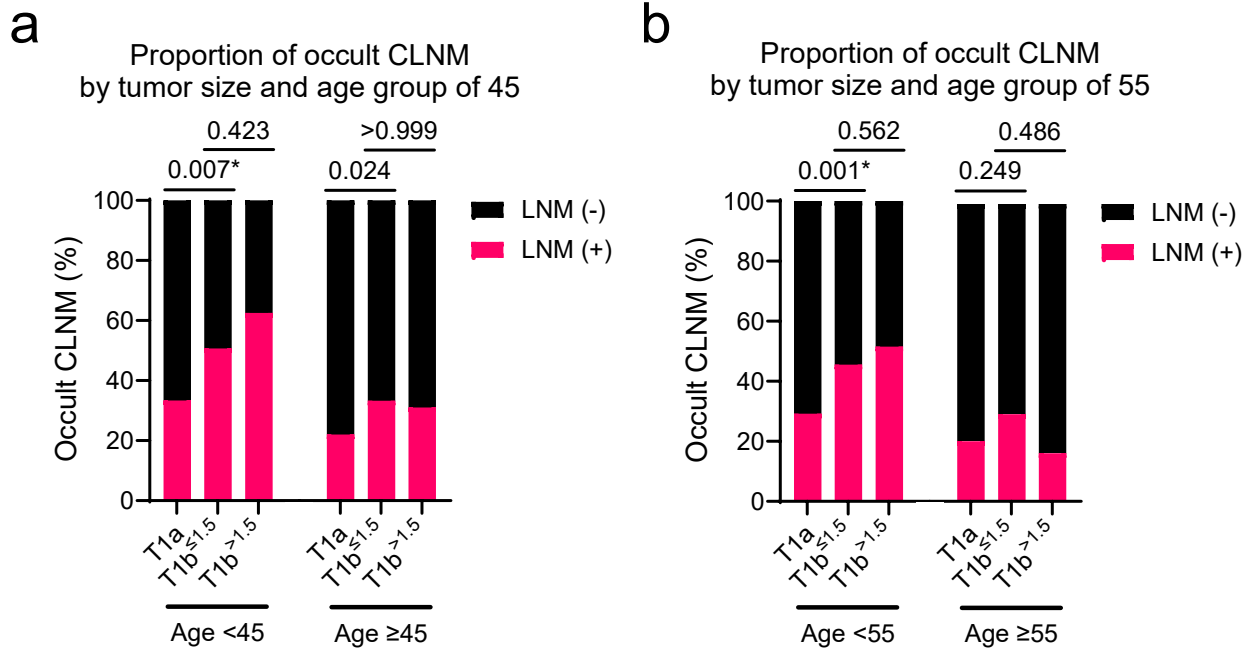 a
Proportion of occult CLNM
by tumor size and age group of 45
0.423
>0.999
0.007*
0.024
100
80
60
40
20
0
Occult CLNM (%)
LNM (-)
LNM (+)
T1a
T1b≤1.5
T1b>1.5
T1a
T1b≤1.5
T1b>1.5
Age <45
Age ≥45
b
Proportion of occult CLNM
by tumor size and age group of 55
0.562
0.486
0.001*
0.249
100
80
60
40
20
0
Occult CLNM (%)
LNM (-)
LNM (+)
T1a
T1b≤1.5
T1b>1.5
T1a
T1b≤1.5
T1b>1.5
Age <55
Age ≥55